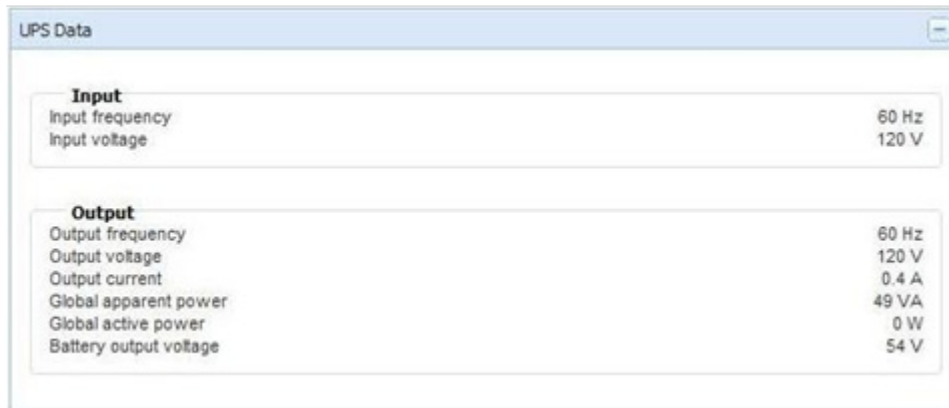 UPS Data
Input
Input frequency 60 Hz
Input voltage 120 V
Output
Output frequency 60 Hz
Output voltage 120 V
Output current 0.4 A
Global apparent power 49 VA
Global active power 0 W
Battery output voltage 54 V